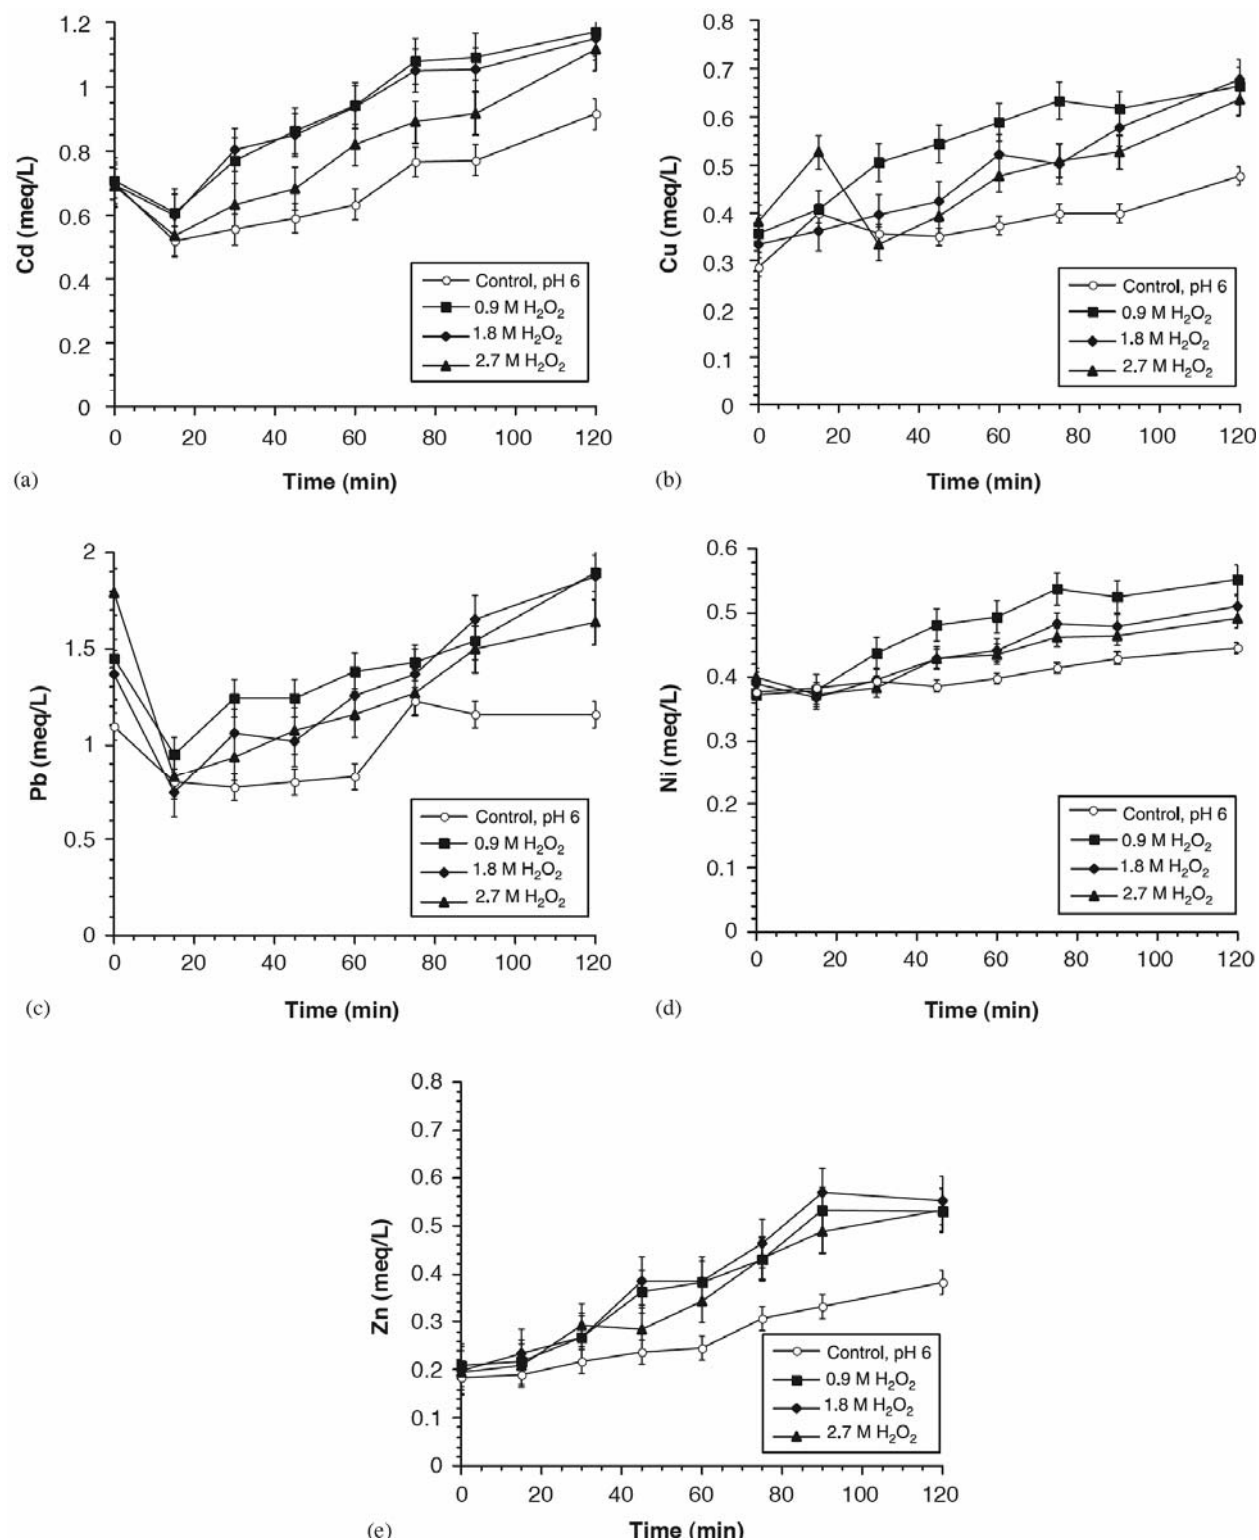 1.2
1
0.8
0.6
0.4
0.2
0
Cd (meq/L)
Control, pH 6
0.9 M H₂O₂
1.8 M H₂O₂
2.7 M H₂O₂
0 20 40 60 80 100 120
(a) Time (min)
0.8
0.7
0.6
0.5
0.4
0.3
0.2
0.1
0
Cu (meq/L)
Control, pH 6
0.9 M H₂O₂
1.8 M H₂O₂
2.7 M H₂O₂
0 20 40 60 80 100 120
(b) Time (min)
2
1.5
1
0.5
0
Pb (meq/L)
Control, pH 6
0.9 M H₂O₂
1.8 M H₂O₂
2.7 M H₂O₂
0 20 40 60 80 100 120
(c) Time (min)
0.6
0.5
0.4
0.3
0.2
0.1
0
Ni (meq/L)
Control, pH 6
0.9 M H₂O₂
1.8 M H₂O₂
2.7 M H₂O₂
0 20 40 60 80 100 120
(d) Time (min)
0.8
0.7
0.6
0.5
0.4
0.3
0.2
0.1
0
Zn (meq/L)
Control, pH 6
0.9 M H₂O₂
1.8 M H₂O₂
2.7 M H₂O₂
0 20 40 60 80 100 120
(e) Time (min)